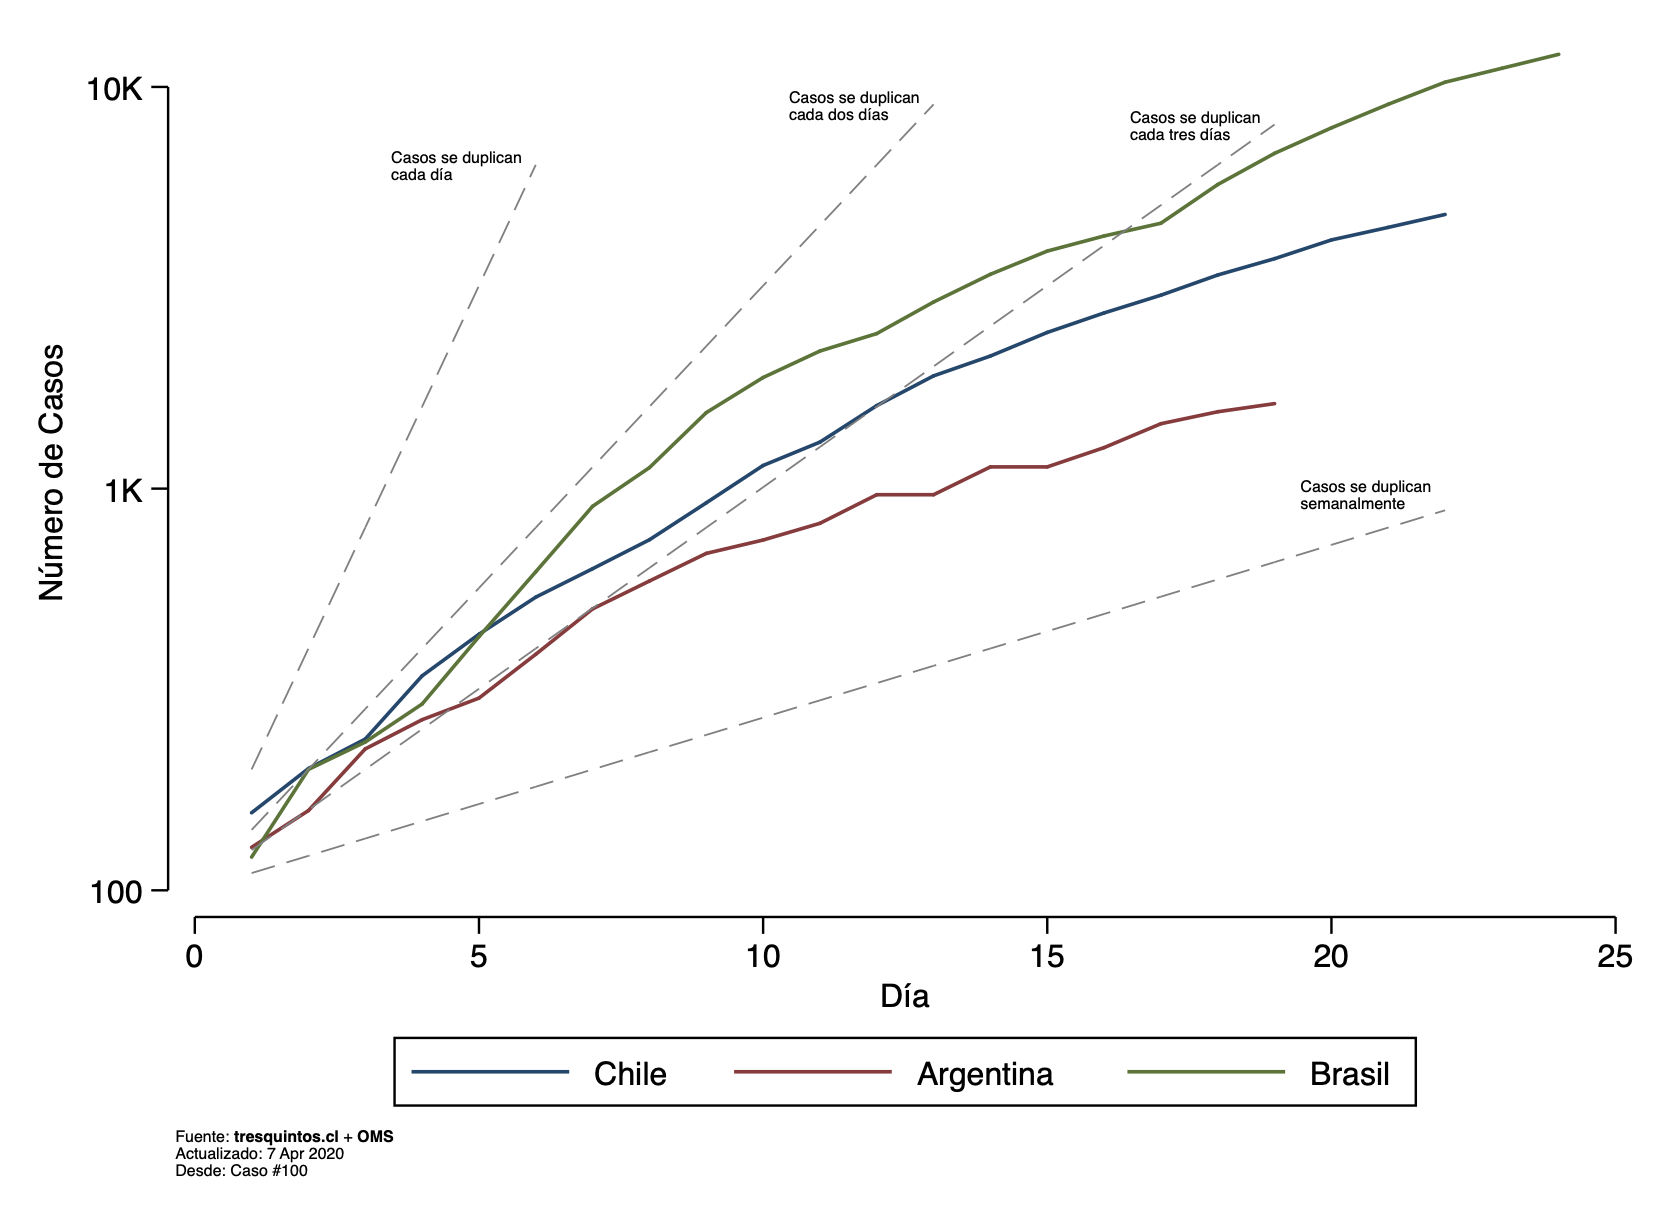 10K
1K
100
Número de Casos
Casos se duplican
cada día
Casos se duplican
cada dos días
Casos se duplican
cada tres días
Casos se duplican
semanalmente
0 5 10 15 20 25
Día
Chile Argentina Brasil
Fuente: tresquintos.cl + OMS
Actualizado: 7 Apr 2020
Desde: Caso #100